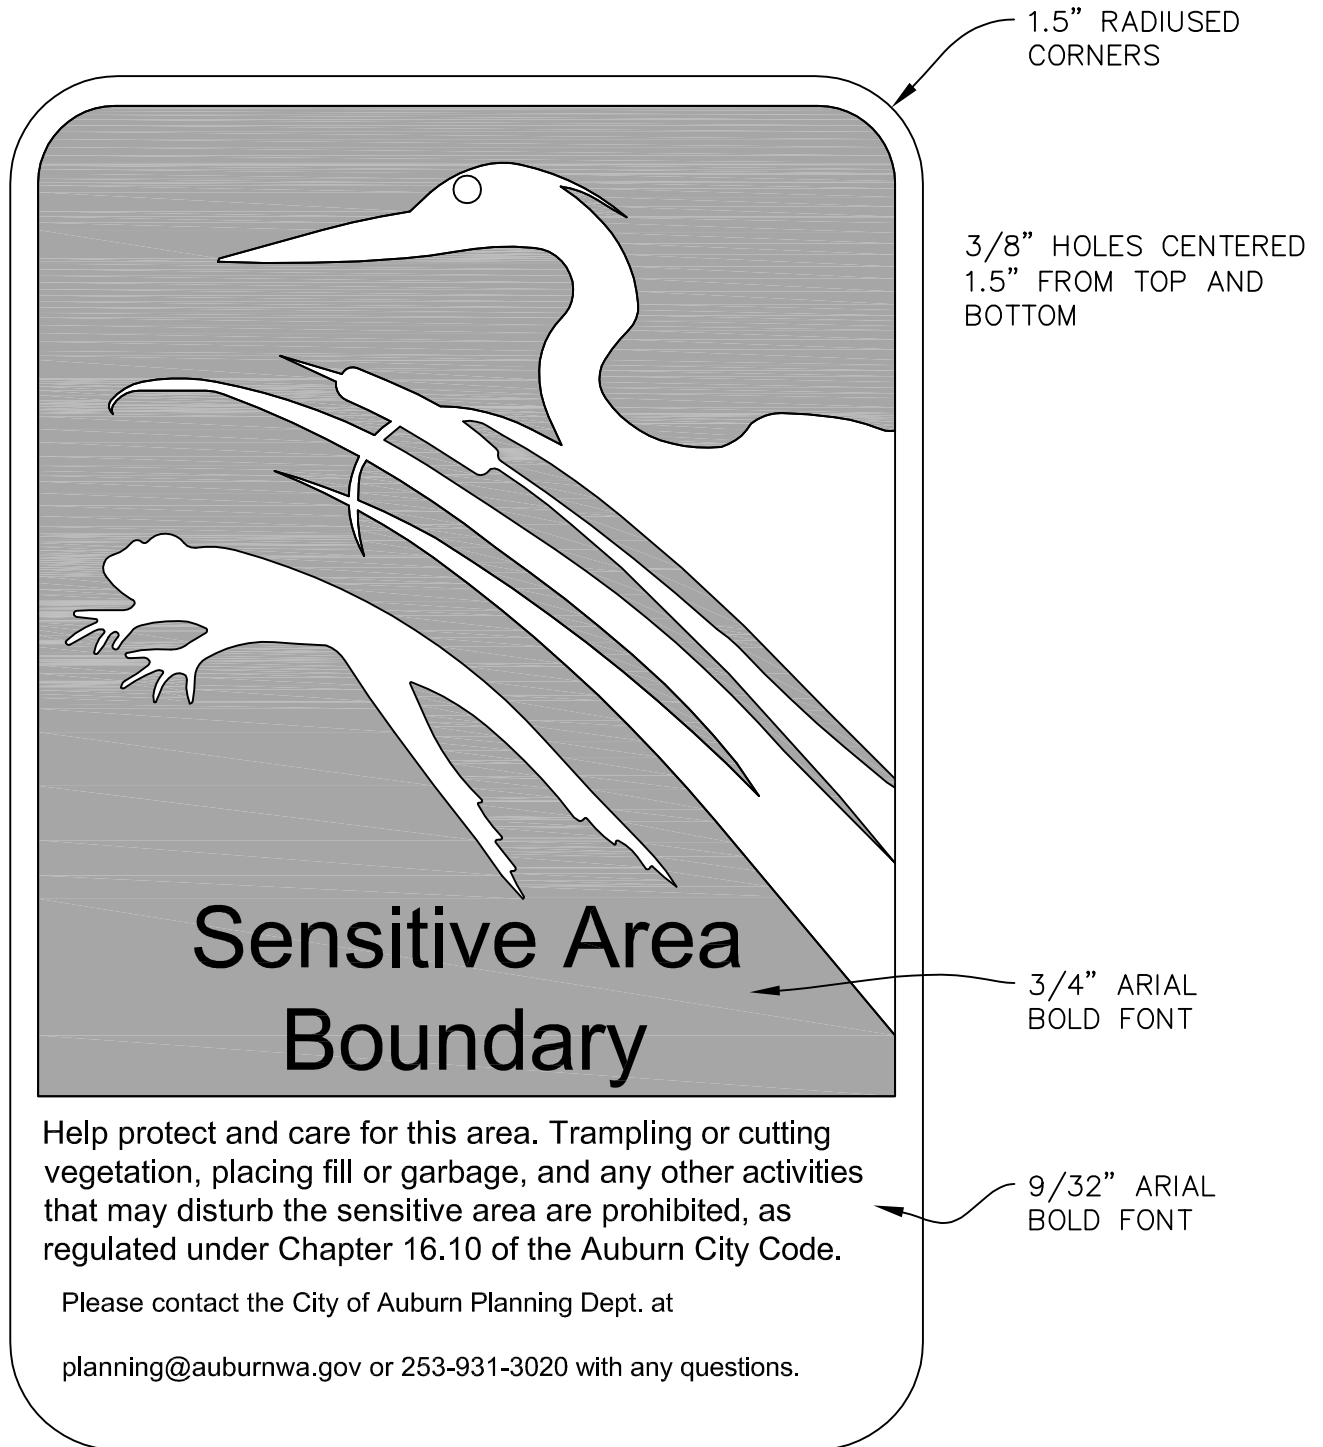 1.5” RADIUSED
CORNERS
3/8” HOLES CENTERED
1.5” FROM TOP AND
BOTTOM
Sensitive Area
Boundary
3/4” ARIAL
BOLD FONT
Help protect and care for this area. Trampling or cutting
vegetation, placing fill or garbage, and any other activities
that may disturb the sensitive area are prohibited, as
regulated under Chapter 16.10 of the Auburn City Code.
9/32” ARIAL
BOLD FONT
Please contact the City of Auburn Planning Dept. at
planning@auburnwa.gov or 253-931-3020 with any questions.